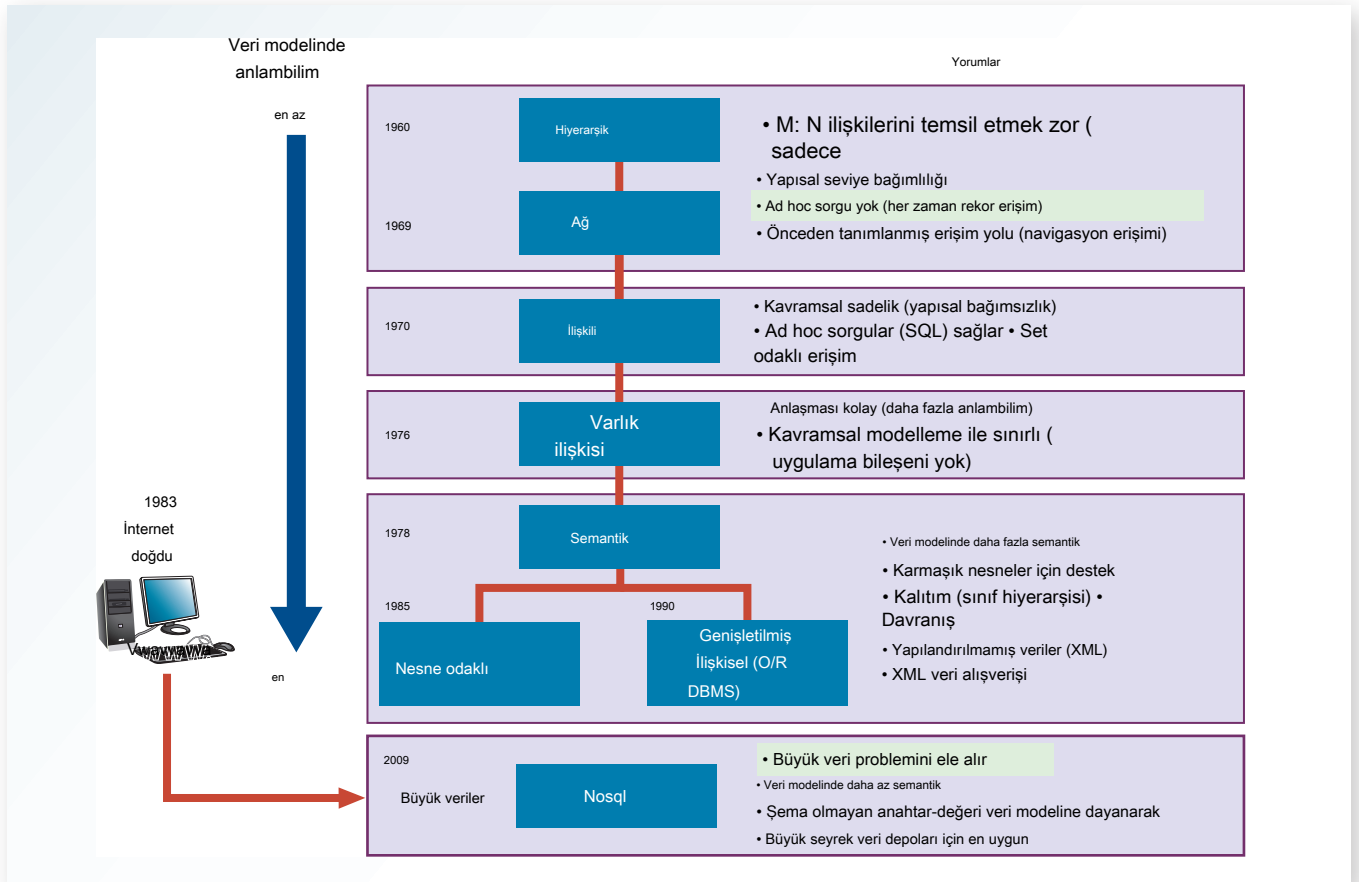 Veri modelinde
anlambilim
Yorumlar
en az
1960
Hiyerarşik
• M: N ilişkilerini temsil etmek zor (
sadece
• Yapısal seviye bağımlılığı
• Ad hoc sorgu yok (her zaman rekor erişim)
1969
Ağ
• Önceden tanımlanmış erişim yolu (navigasyon erişimi)
1970
İlişkili
• Kavramsal sadelik (yapısal bağımsızlık)
• Ad hoc sorgular (SQL) sağlar • Set
odaklı erişim
1976
Varlık
ilişkisi
Anlaşması kolay (daha fazla anlambilim)
• Kavramsal modelleme ile sınırlı (
uygulama bileşeni yok)
1983
İnternet
doğdu
1978
Semantik
• Veri modelinde daha fazla semantik
• Karmaşık nesneler için destek
• Kalıtım (sınıf hiyerarşisi) •
Davranış
• Yapılandırılmamış veriler (XML)
• XML veri alışverişi
1985
Nesne odaklı
1990
Genişletilmiş
İlişkisel (O/R
DBMS)
en
2009
Büyük veriler
Nosql
• Büyük veri problemini ele alır
• Veri modelinde daha az semantik
• Şema olmayan anahtar-değeri veri modeline dayanarak
• Büyük seyrek veri depoları için en uygun